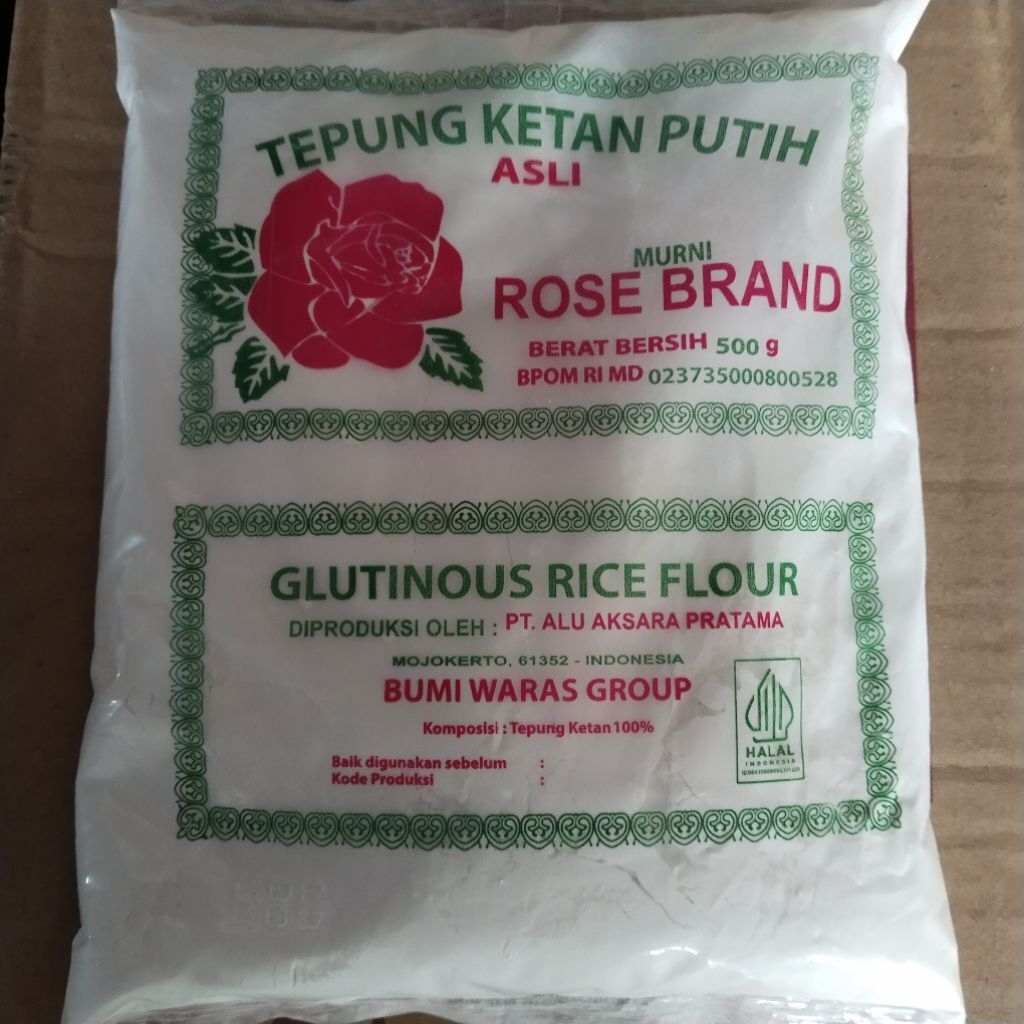 TEPUNG KETAN PUTIH
ASLI
MURNI
ROSE BRAND
BERAT BERSIH 500 g
BPOM RI MD 023735000800528
GLUTINOUS RICE FLOUR
DIPRODUKSI OLEH : PT. ALU AKSARA PRATAMA
MOJOKERTO, 61352 - INDONESIA
BUMI WARAS GROUP
Komposisi : Tepung Ketan 100%
Baik digunakan sebelum :
Kode Produksi :
HALAL
INDONESIA